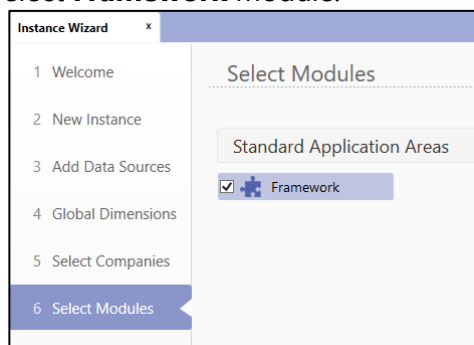 Framework module.
Instance Wizard x
1 Welcome
2 New Instance
3 Add Data Sources
4 Global Dimensions
5 Select Companies
6 Select Modules
Select Modules
Standard Application Areas
Framework